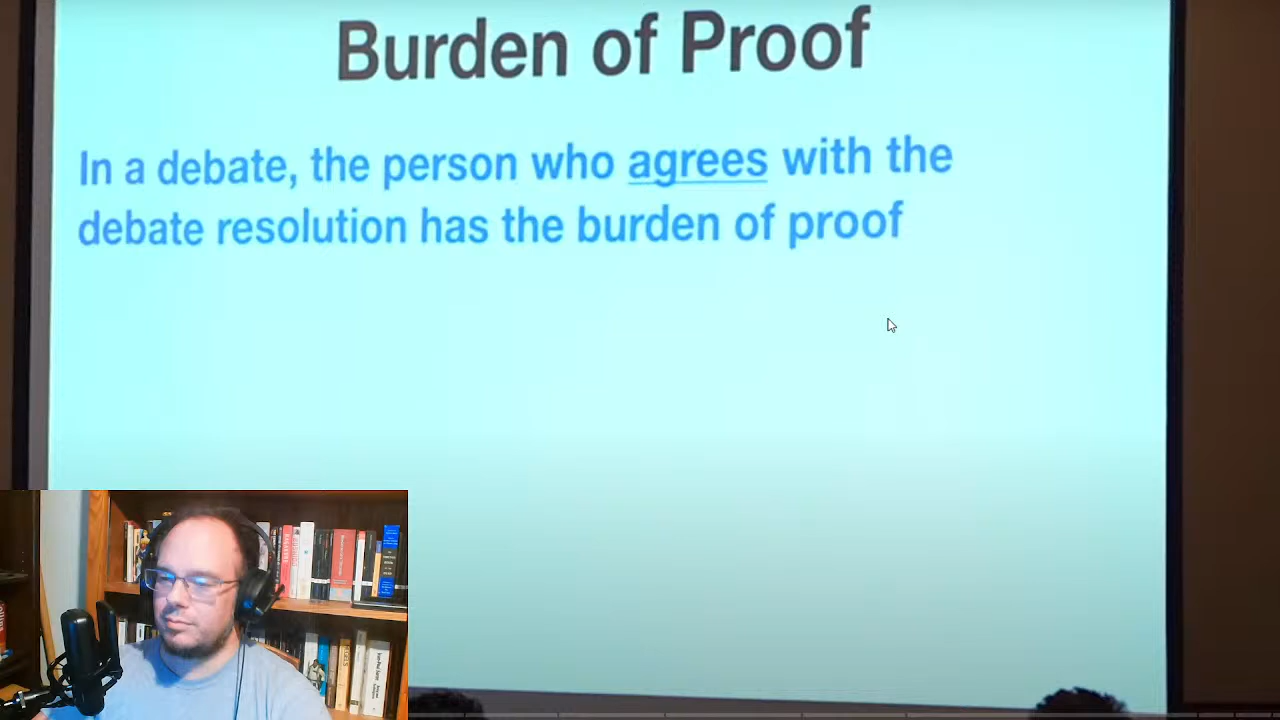 Burden of Proof
In a debate, the person who agrees with the
debate resolution has the burden of proof